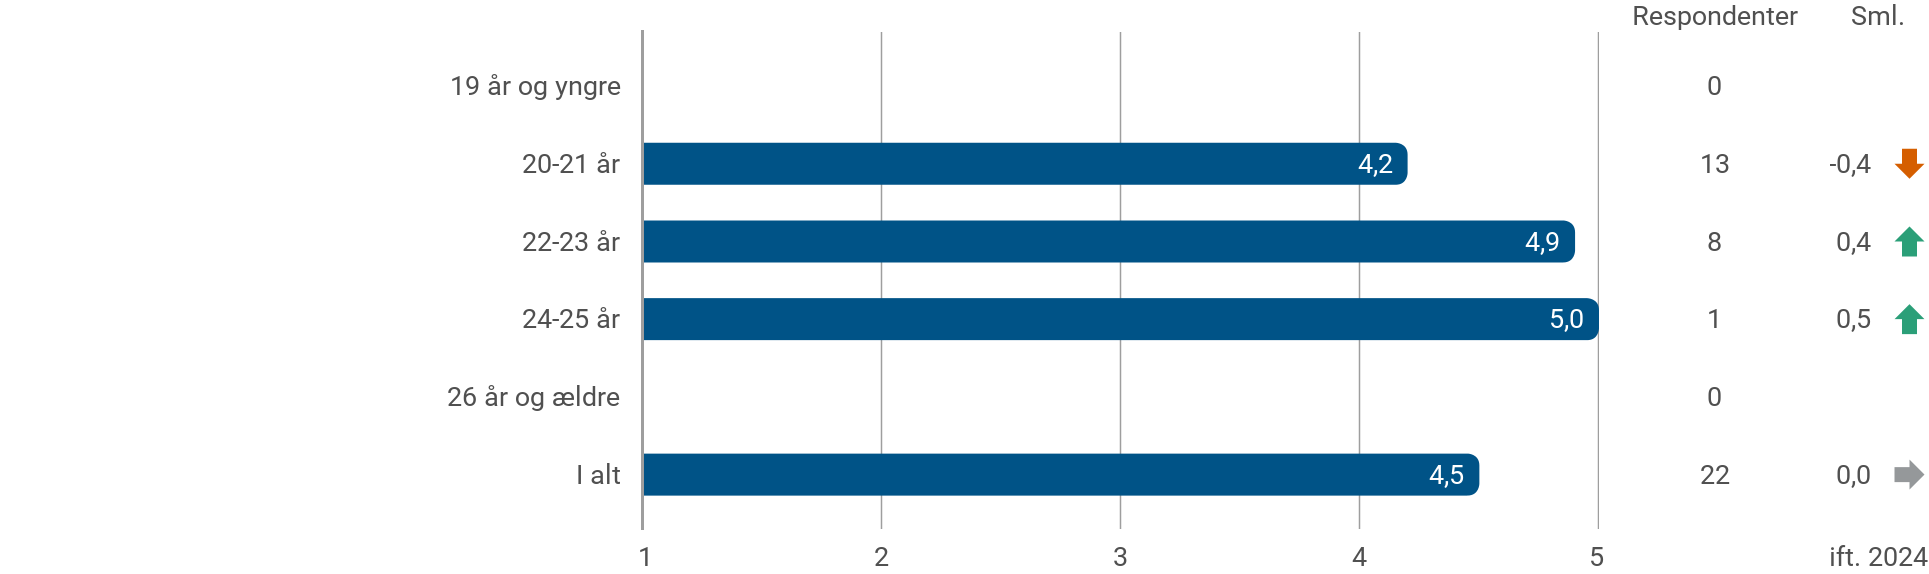 Respondenter Sml.
19 år og yngre 0
20-21 år 4,2 13 -0,4
22-23 år 4,9 8 0,4
24-25 år 5,0 1 0,5
26 år og ældre 0
I alt 4,5 22 0,0
1 2 3 4 5 ift. 2024